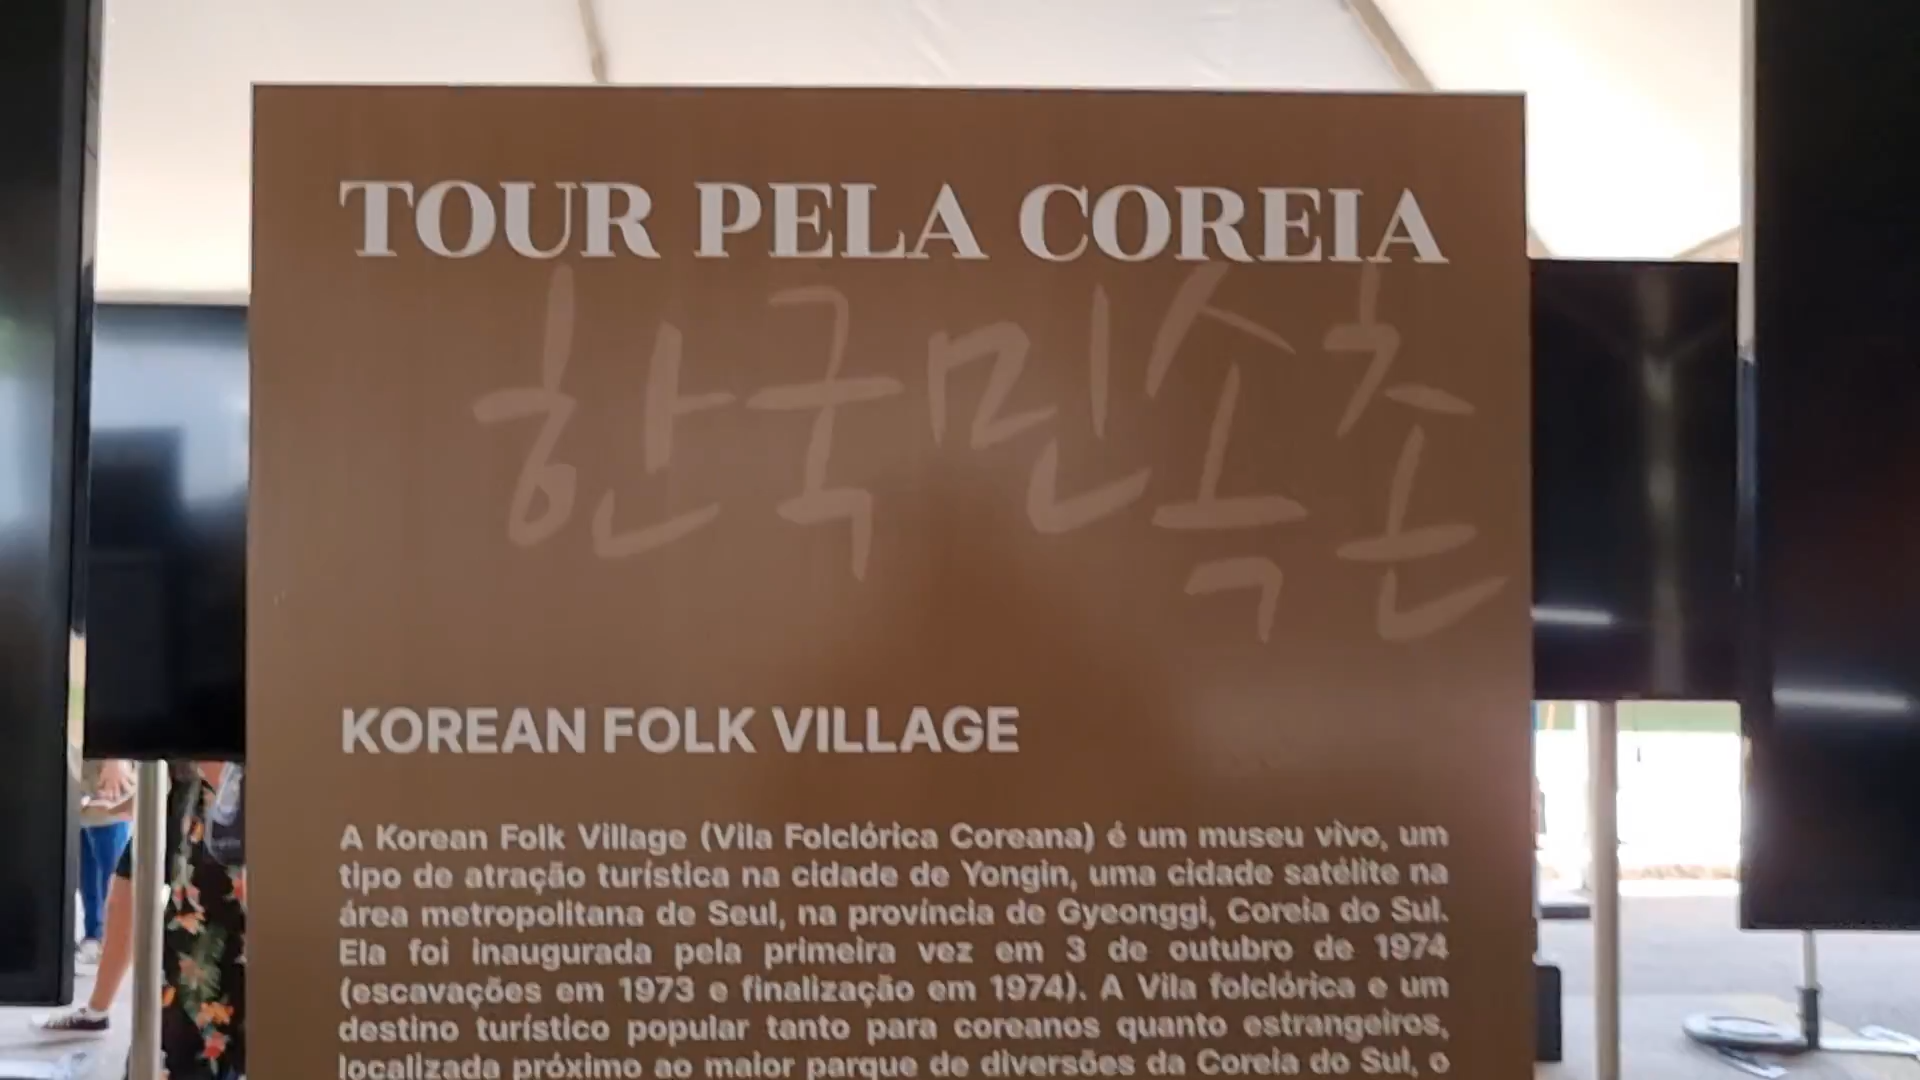 TOUR PELA COREIA
한국민속촌
KOREAN FOLK VILLAGE
A Korean Folk Village (Vila Folclórica Coreana) é um museu vivo, um
tipo de atração turística na cidade de Yongin, uma cidade satélite na
área metropolitana de Seul, na província de Gyeonggi, Coreia do Sul.
Ela foi inaugurada pela primeira vez em 3 de outubro de 1974
(escavações em 1973 e finalização em 1974). A Vila folclórica e um
destino turístico popular tanto para coreanos quanto estrangeiros,
localizada próximo ao maior parque de diversões da Coreia do Sul, o